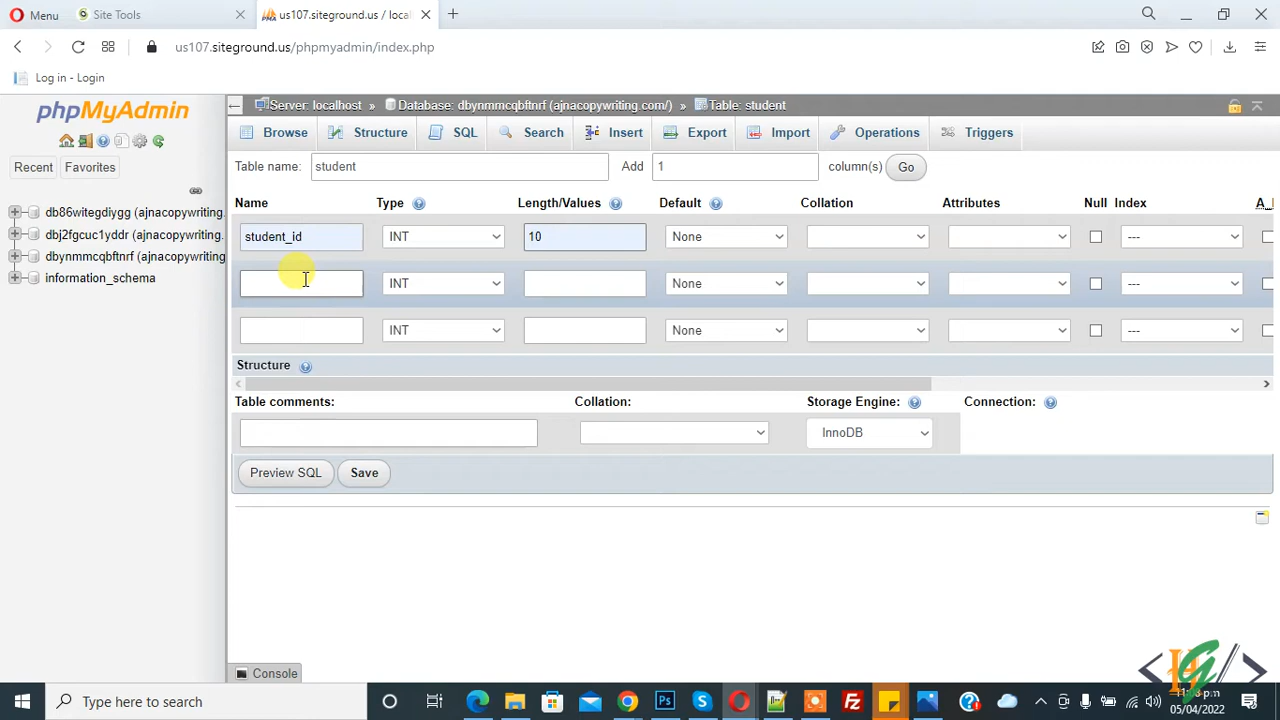 Menu
Site Tools
us107.siteground.us / local
us107.siteground.us/phpmyadmin/index.php
Log in - Login
phpMyAdmin
Server: localhost » Database: dbynmmcqbftnrf (ajnacopywriting.com/) » Table: student
Browse Structure SQL Search Insert Export Import Operations Triggers
Recent Favorites
Table name: student Add 1 column(s) Go
db86witegdiygg (ajnacopywriting.
dbj2fgcuc1yddr (ajnacopywriting.
dbynmmcqbftnrf (ajnacopywriting
information_schema
Name Type Length/Values Default Collation Attributes Null Index A_I
student_id INT 10 None ---
INT None ---
INT None ---
Structure
Table comments: Collation: Storage Engine: Connection:
InnoDB
Preview SQL Save
Console
Type here to search
Ps
Fz
HG
05/04/2022